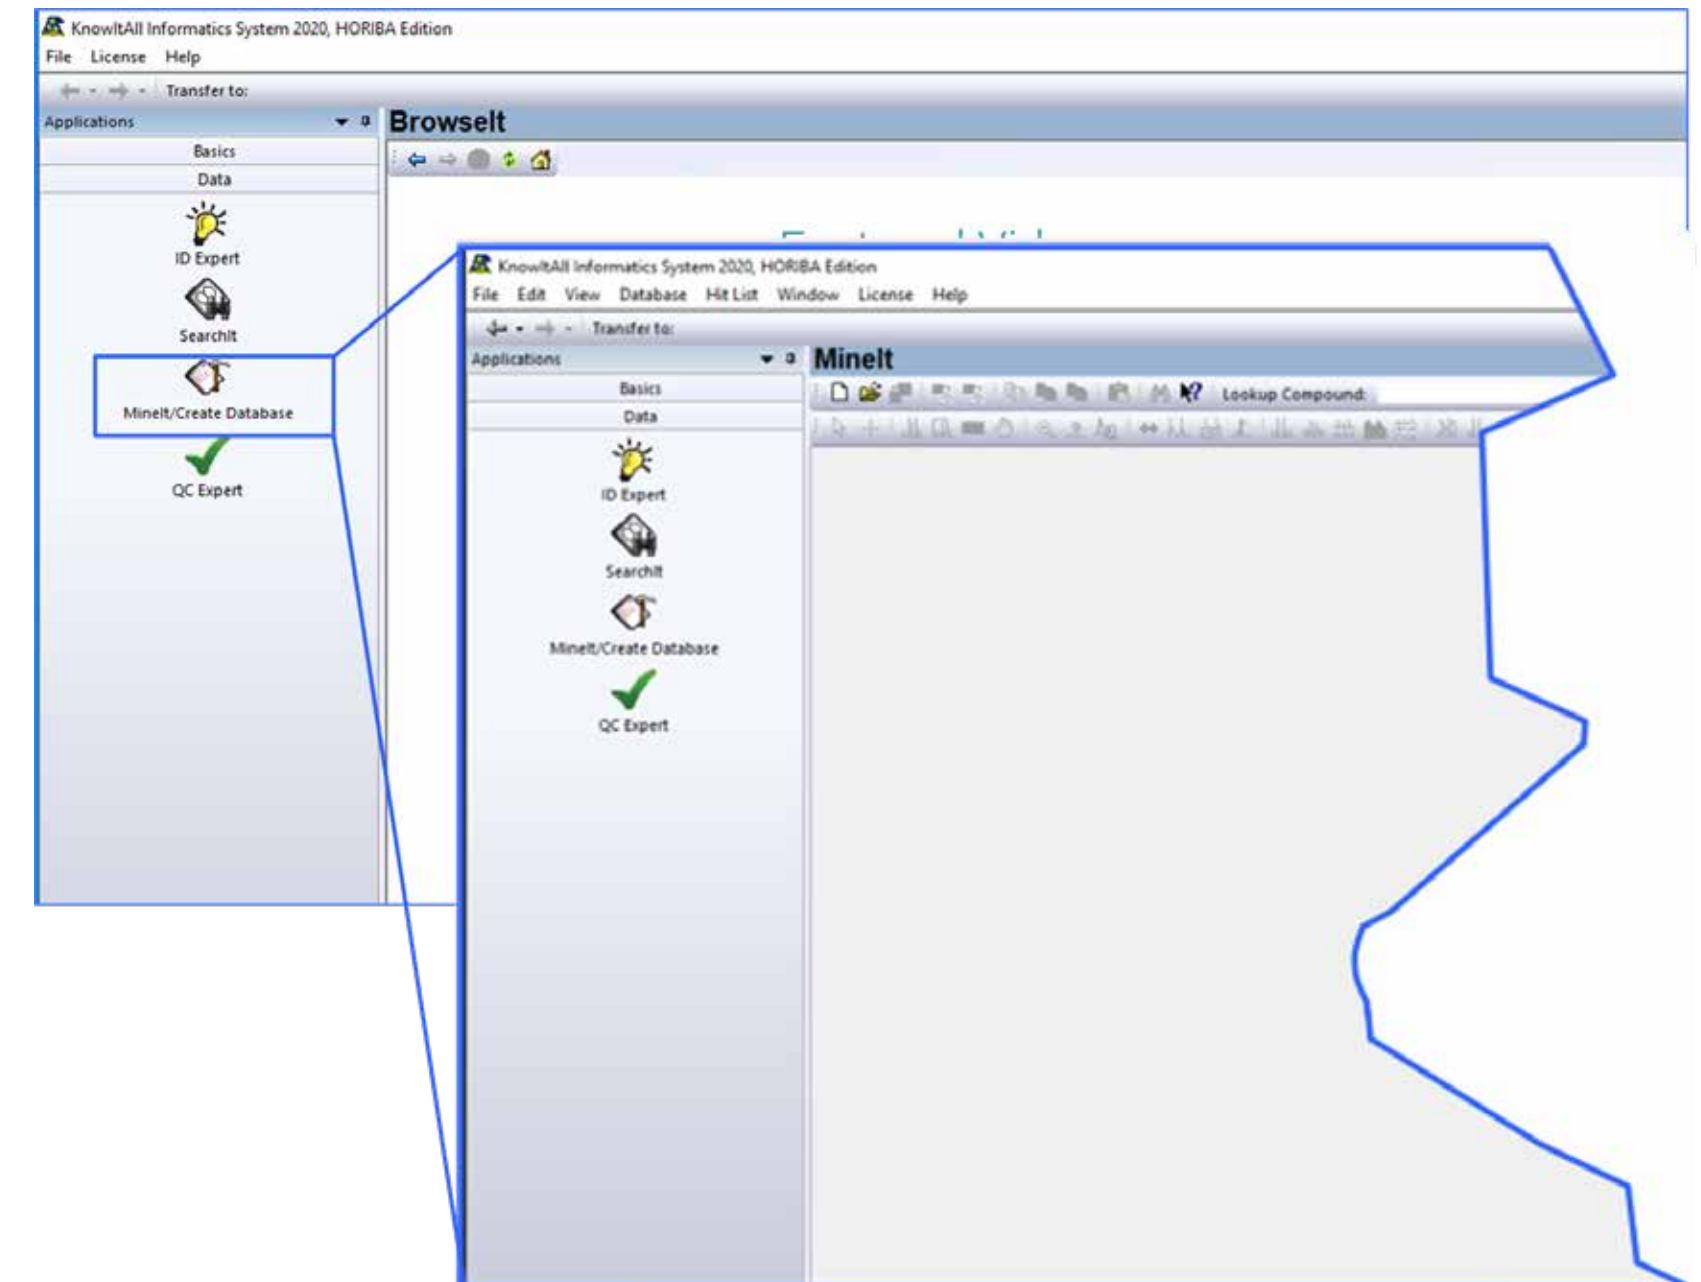 KnowItAll Informatics System 2020, HORIBA Edition
File License Help
Transfer to:
Applications
BrowseIt
Basics
Data
ID Expert
SearchIt
MineIt/Create Database
QC Expert
KnowItAll Informatics System 2020, HORIBA Edition
File Edit View Database Hit List Window License Help
Transfer to:
Applications
MineIt
Basics
Lookup Compound:
Data
ID Expert
SearchIt
MineIt/Create Database
QC Expert